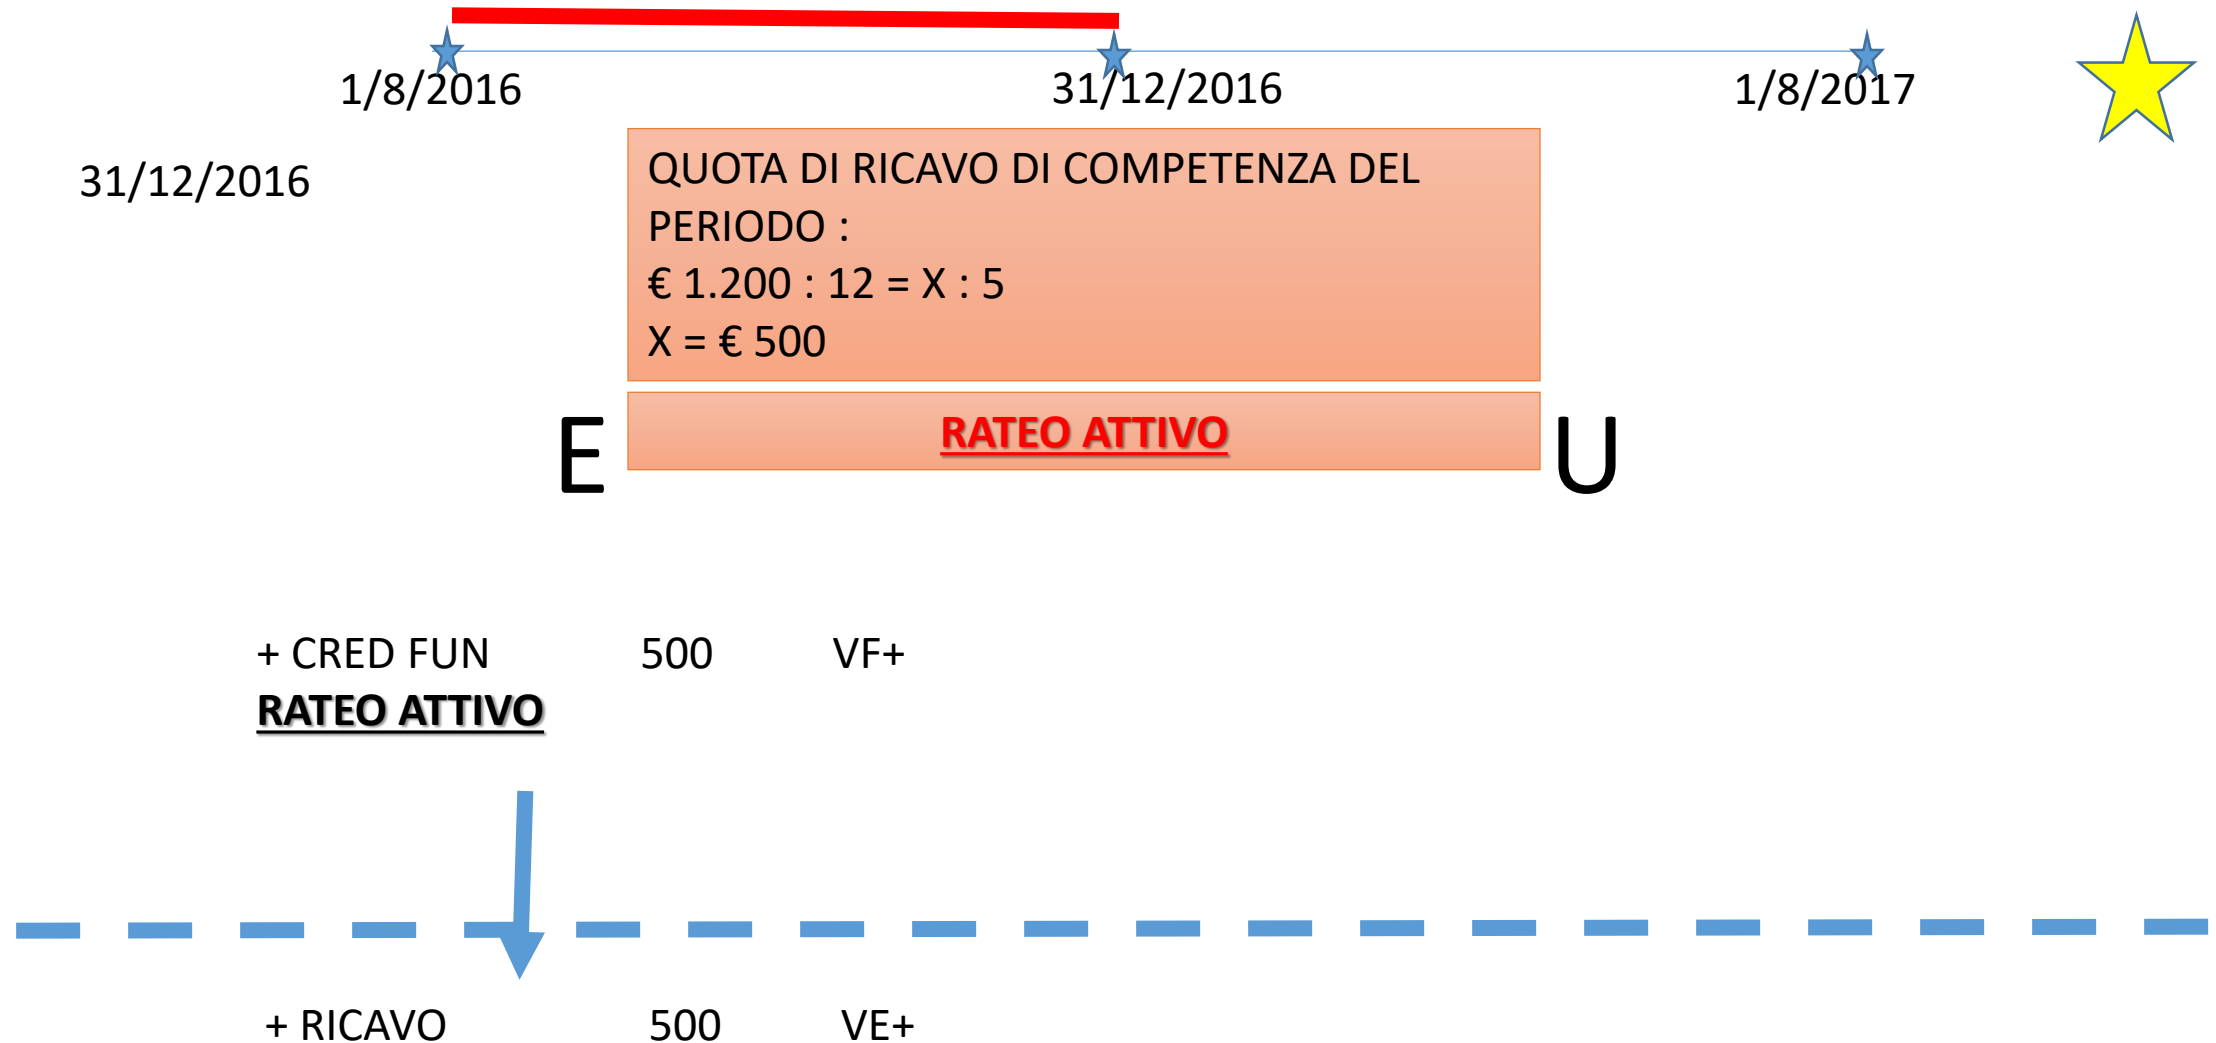 1/8/2016 31/12/2016 1/8/2017
31/12/2016
QUOTA DI RICAVO DI COMPETENZA DEL
PERIODO :
€ 1.200 : 12 = X : 5
X = € 500
E RATEO ATTIVO U
+ CRED FUN 500 VF+
RATEO ATTIVO
+ RICAVO 500 VE+